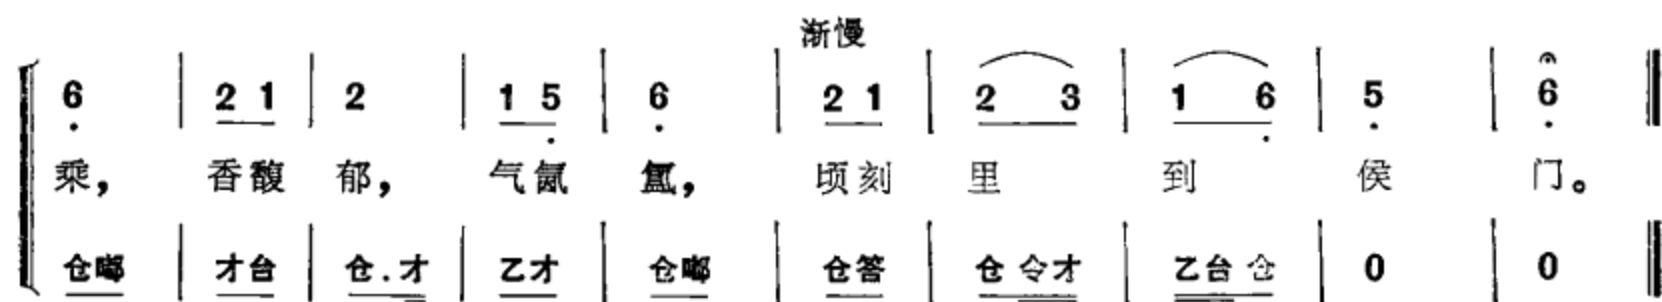 渐慢
6 | 2 1 | 2 | 1 5 | 6 | 2 1 | 2 3 | 1 6 | 5 | 6
乘， 香馥 郁， 气氤 氲， 顷刻 里 到 侯 门。
仓嘟 | 才台 | 仓.才 | 乙才 | 仓嘟 | 仓答 | 仓 令才 | 乙台 仓 | 0 | 0